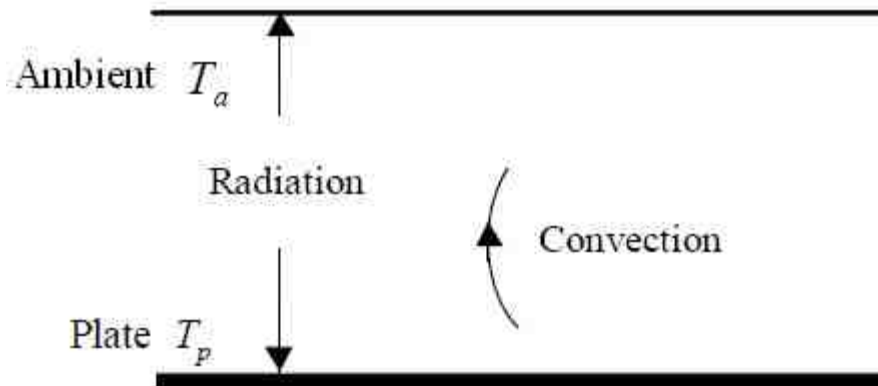 Ambient T_a
Radiation
Convection
Plate T_p